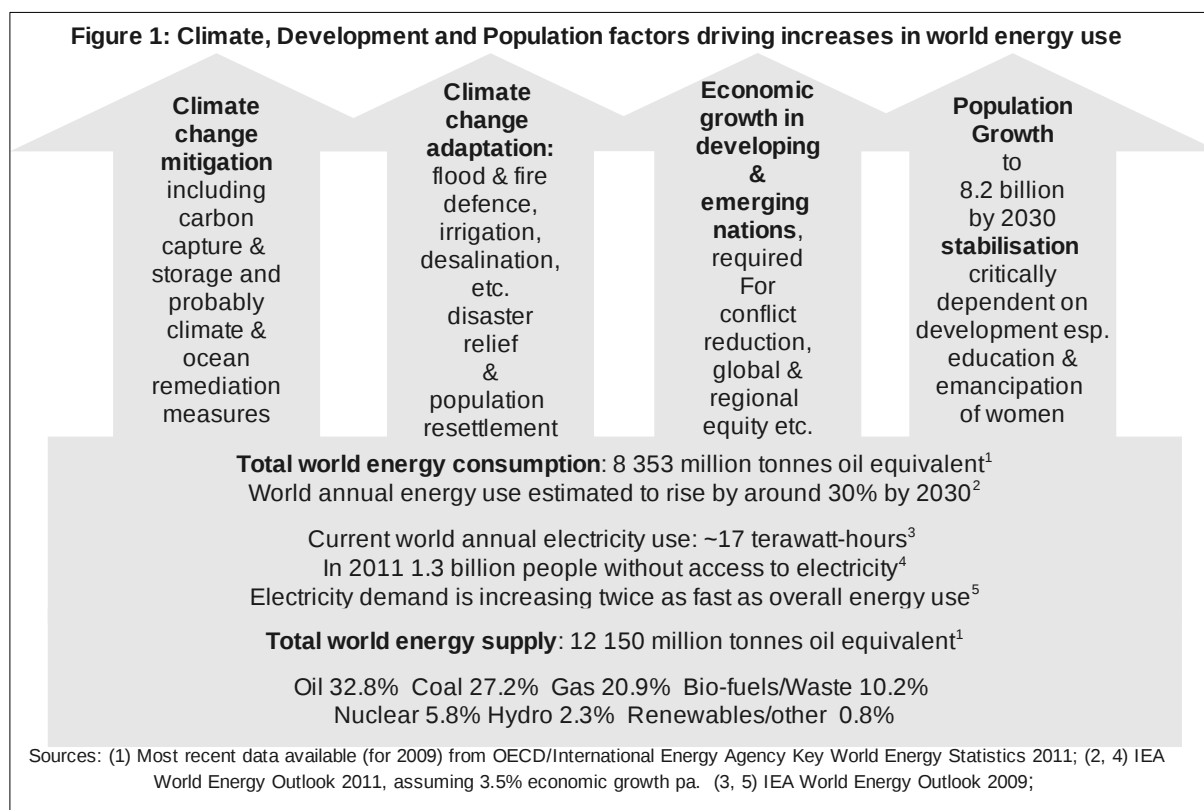 Figure 1: Climate, Development and Population factors driving increases in world energy use
Climate
change
mitigation
including
carbon
capture &
storage and
probably
climate &
ocean
remediation
measures
Climate
change
adaptation:
flood & fire
defence,
irrigation,
desalination,
etc.
disaster
relief
&
population
resettlement
Economic
growth in
developing
&
emerging
nations,
required
For
conflict
reduction,
global &
regional
equity etc.
Population
Growth
to
8.2 billion
by 2030
stabilisation
critically
dependent on
development esp.
education &
emancipation
of women
Total world energy consumption: 8 353 million tonnes oil equivalent¹
World annual energy use estimated to rise by around 30% by 2030²
Current world annual electricity use: ~17 terawatt-hours³
In 2011 1.3 billion people without access to electricity⁴
Electricity demand is increasing twice as fast as overall energy use⁵
Total world energy supply: 12 150 million tonnes oil equivalent¹
Oil 32.8% Coal 27.2% Gas 20.9% Bio-fuels/Waste 10.2%
Nuclear 5.8% Hydro 2.3% Renewables/other 0.8%
Sources: (1) Most recent data available (for 2009) from OECD/International Energy Agency Key World Energy Statistics 2011; (2, 4) IEA
World Energy Outlook 2011, assuming 3.5% economic growth pa. (3, 5) IEA World Energy Outlook 2009;